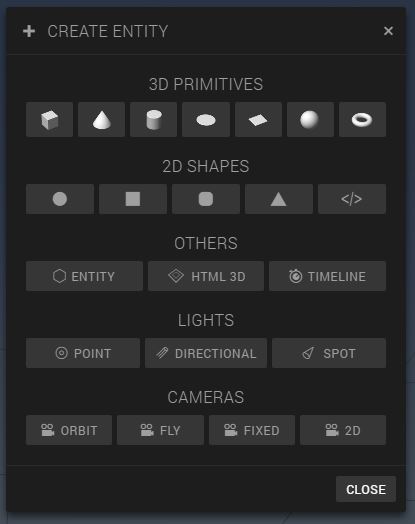 CREATE ENTITY
3D PRIMITIVES
2D SHAPES
</>
OTHERS
ENTITY HTML 3D TIMELINE
LIGHTS
POINT DIRECTIONAL SPOT
CAMERAS
ORBIT FLY FIXED 2D
CLOSE